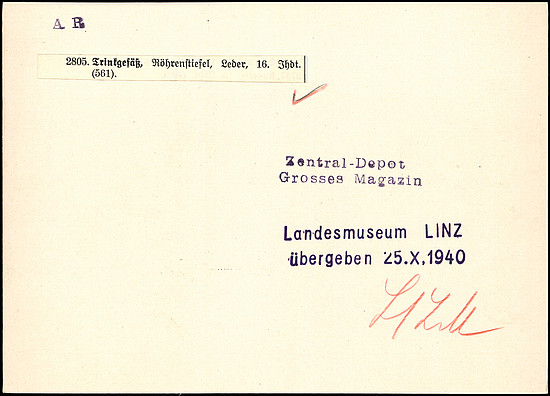 A R
2805. Trinkgefäß, Röhrenstiefel, Leder, 16. Jhdt.
(561).
Zentral-Depot
Grosses Magazin
Landesmuseum LINZ
übergeben 25.X.1940